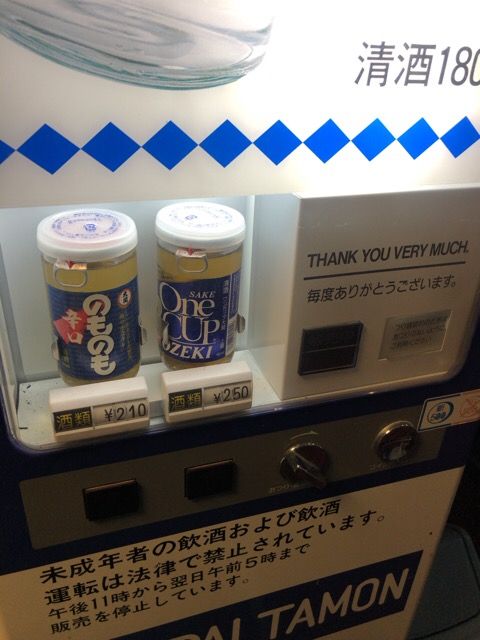 清酒180
のものも
辛口
SAKE
One
CUP
OZEKI
酒類 ¥210
酒類 ¥250
THANK YOU VERY MUCH.
毎度ありがとうございます。
未成年者の飲酒および飲酒
運転は法律で禁止されています。
午後11時から翌日午前5時まで
販売を停止しています。
TAMON